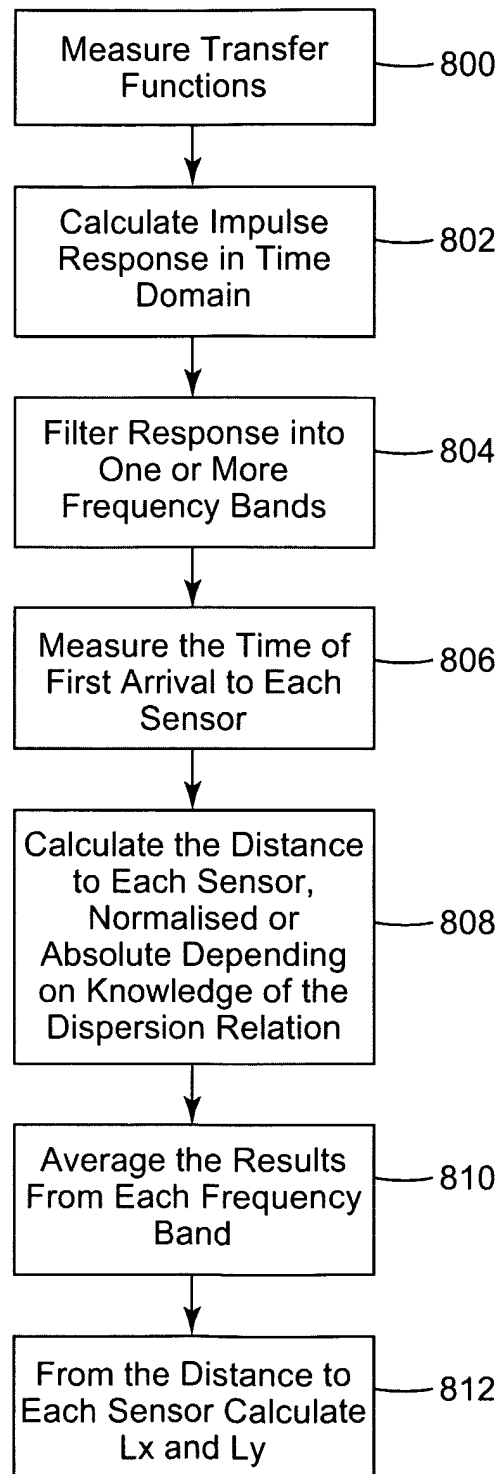 Measure Transfer
Functions
800
Calculate Impulse
Response in Time
Domain
802
Filter Response into
One or More
Frequency Bands
804
Measure the Time of
First Arrival to Each
Sensor
806
Calculate the Distance
to Each Sensor,
Normalised or
Absolute Depending
on Knowledge of the
Dispersion Relation
808
Average the Results
From Each Frequency
Band
810
From the Distance to
Each Sensor Calculate
Lx and Ly
812